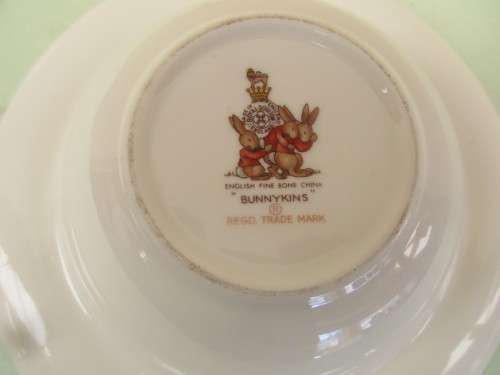 ENGLISH FINE BONE CHINA
"BUNNYKINS"
®
REGD. TRADE MARK